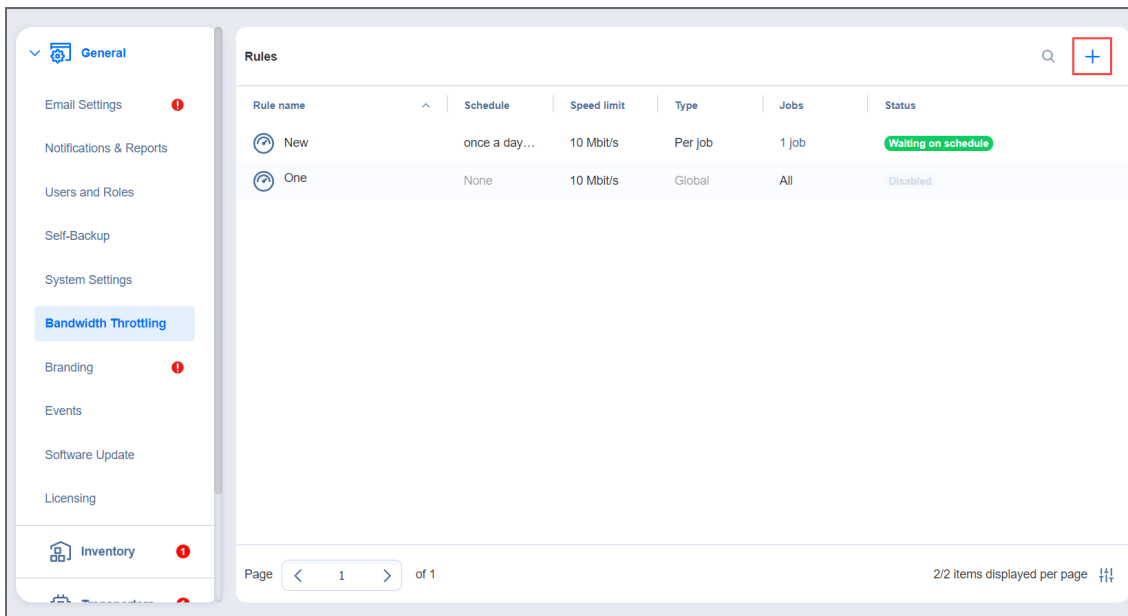 General
Email Settings
Notifications & Reports
Users and Roles
Self-Backup
System Settings
Bandwidth Throttling
Branding
Events
Software Update
Licensing
Inventory 1
Rules
Rule name Schedule Speed limit Type Jobs Status
New once a day... 10 Mbit/s Per job 1 job Waiting on schedule
One None 10 Mbit/s Global All Disabled
Page 1 of 1
2/2 items displayed per page